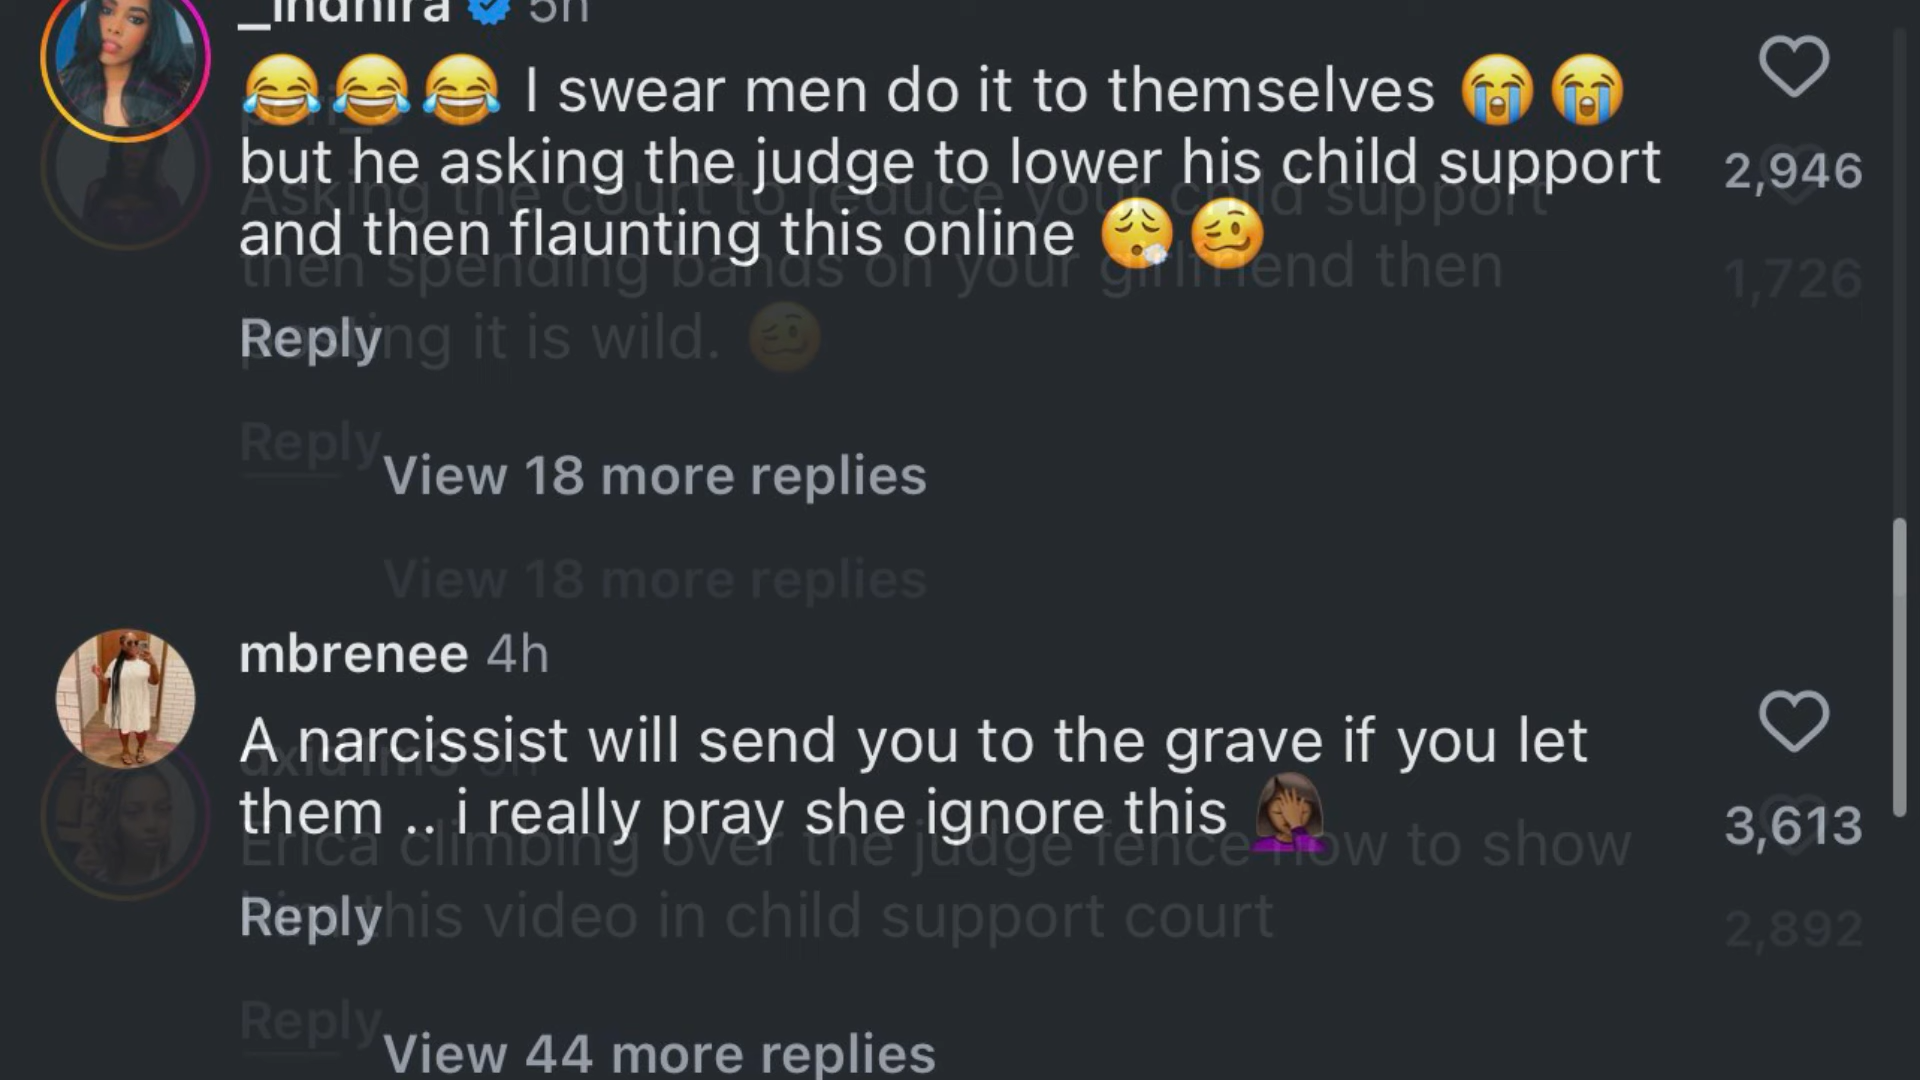 _indhira 5h
😂😂😂 I swear men do it to themselves 😭😭
but he asking the judge to lower his child support
and then flaunting this online 😮‍💨🥴
2,946
Reply
View 18 more replies
Asking the court to reduce your child support
then spending bands on your girlfriend then
posting it is wild. 🥴
1,726
Reply
View 18 more replies
mbrenee 4h
A narcissist will send you to the grave if you let
them .. i really pray she ignore this 🤦🏾‍♀️
3,613
Reply
View 44 more replies
Erica climbing over the judge fence now to show
this video in child support court
2,892
Reply